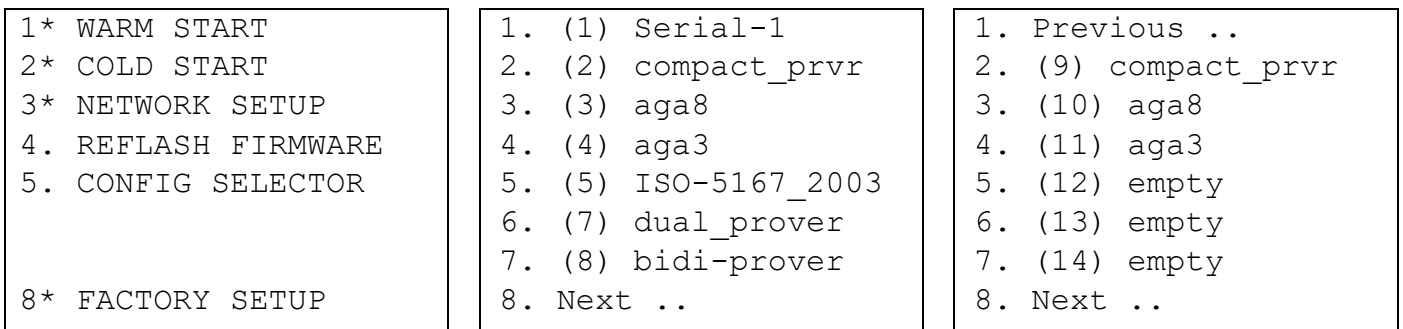 1* WARM START
2* COLD START
3* NETWORK SETUP
4. REFLASH FIRMWARE
5. CONFIG SELECTOR
8* FACTORY SETUP
1. (1) Serial-1
2. (2) compact_prvr
3. (3) aga8
4. (4) aga3
5. (5) ISO-5167_2003
6. (7) dual_prover
7. (8) bidi-prover
8. Next ..
1. Previous ..
2. (9) compact_prvr
3. (10) aga8
4. (11) aga3
5. (12) empty
6. (13) empty
7. (14) empty
8. Next ..